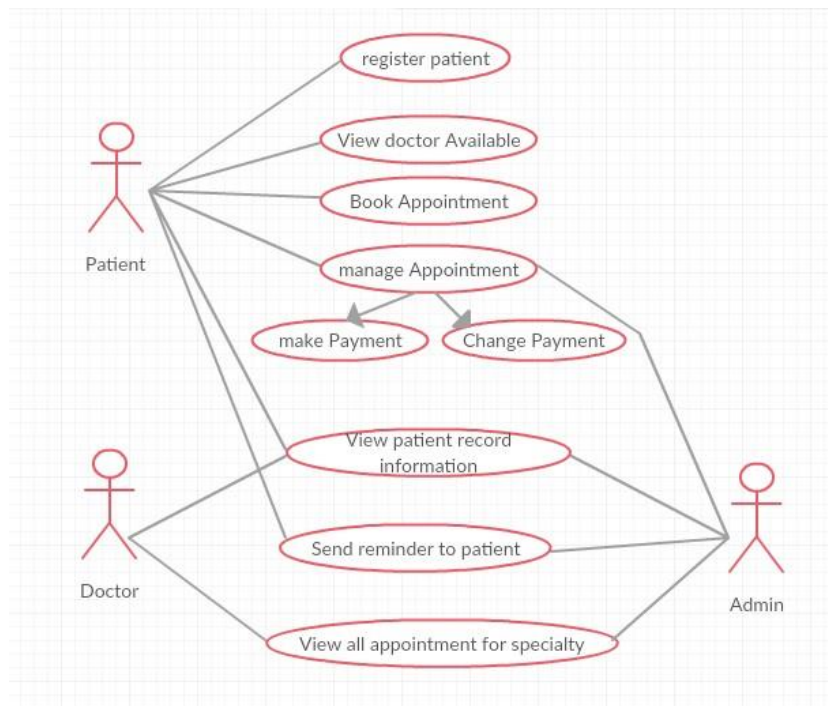 register patient
View doctor Available
Book Appointment
Patient
manage Appointment
make Payment
Change Payment
View patient record
information
Send reminder to patient
Doctor
Admin
View all appointment for specialty